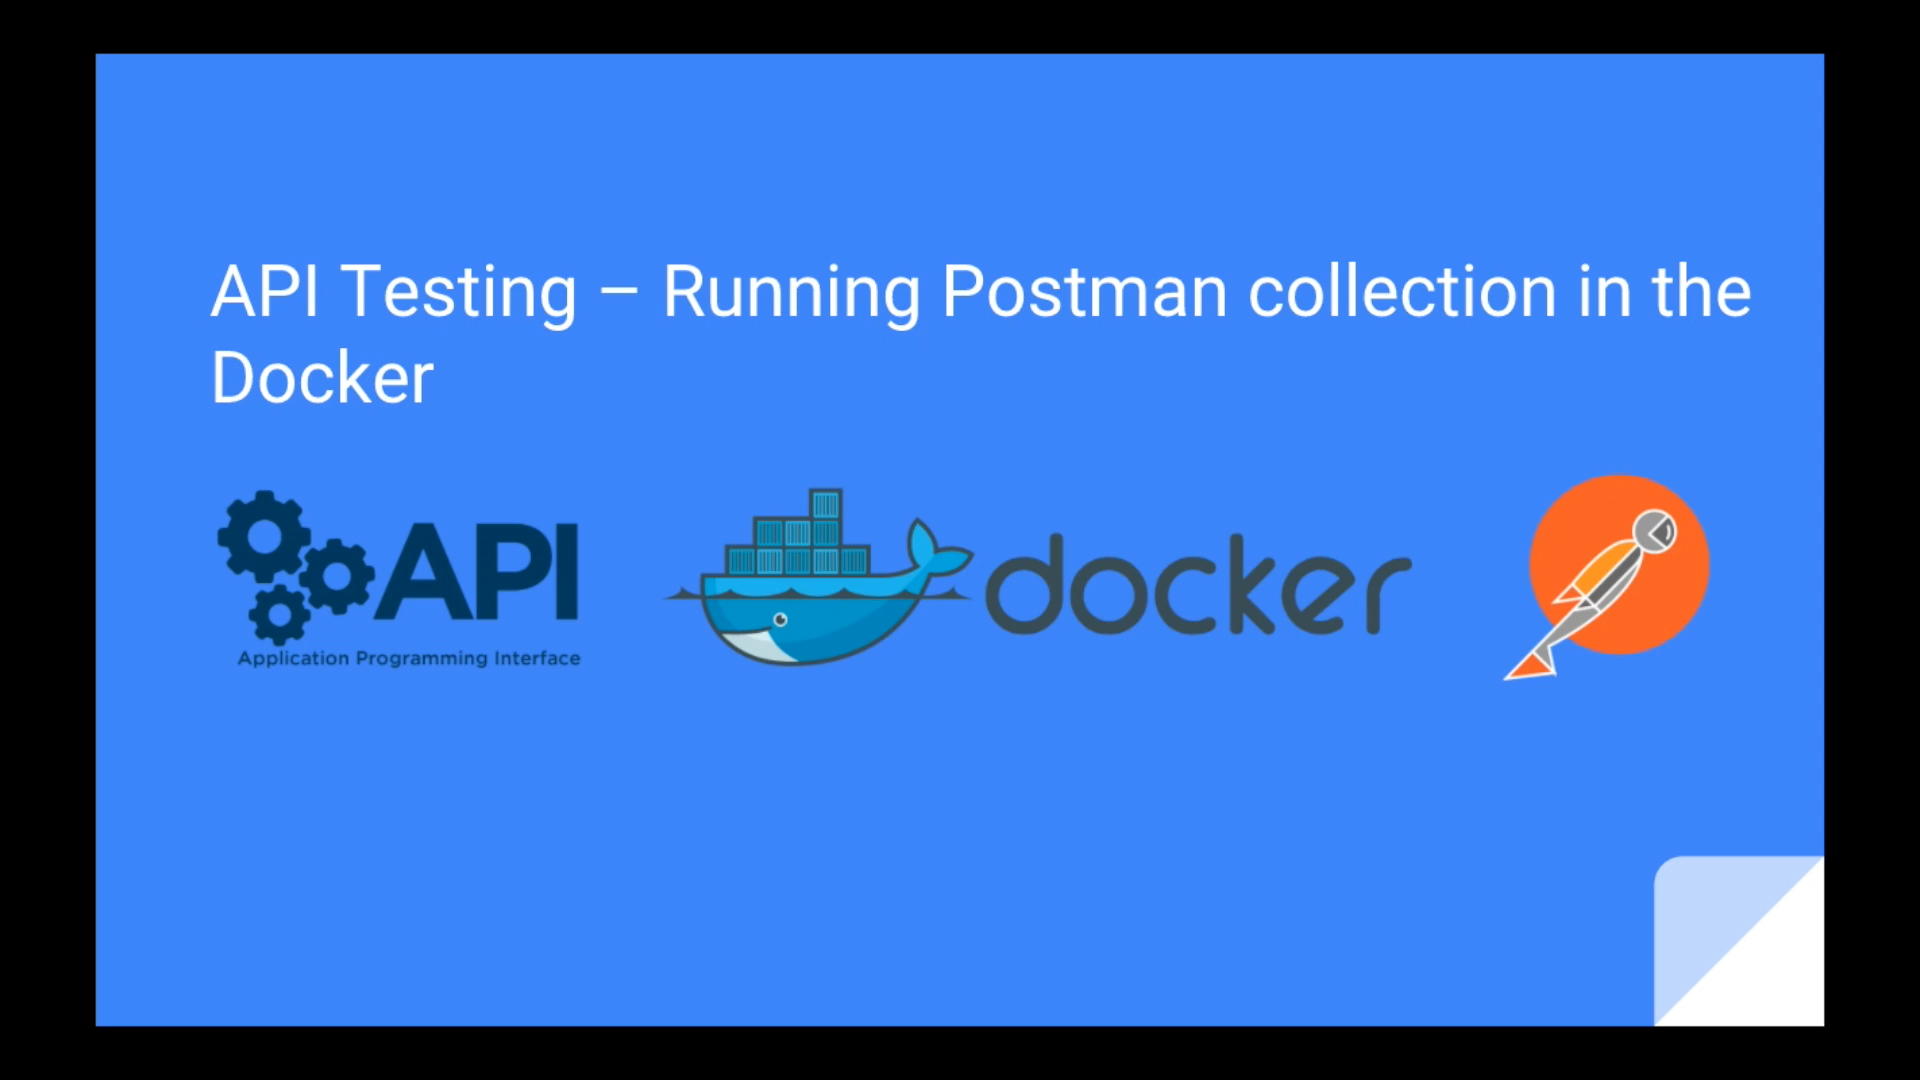 API Testing – Running Postman collection in the
Docker
API
Application Programming Interface
docker